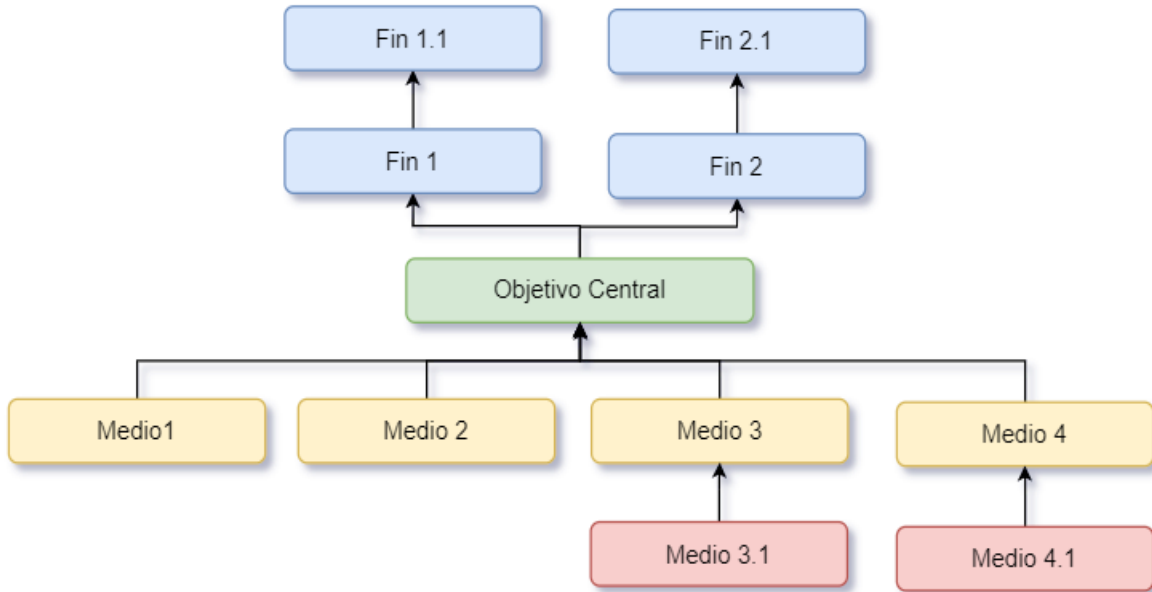 Fin 1.1
Fin 2.1
Fin 1
Fin 2
Objetivo Central
Medio1
Medio 2
Medio 3
Medio 4
Medio 3.1
Medio 4.1